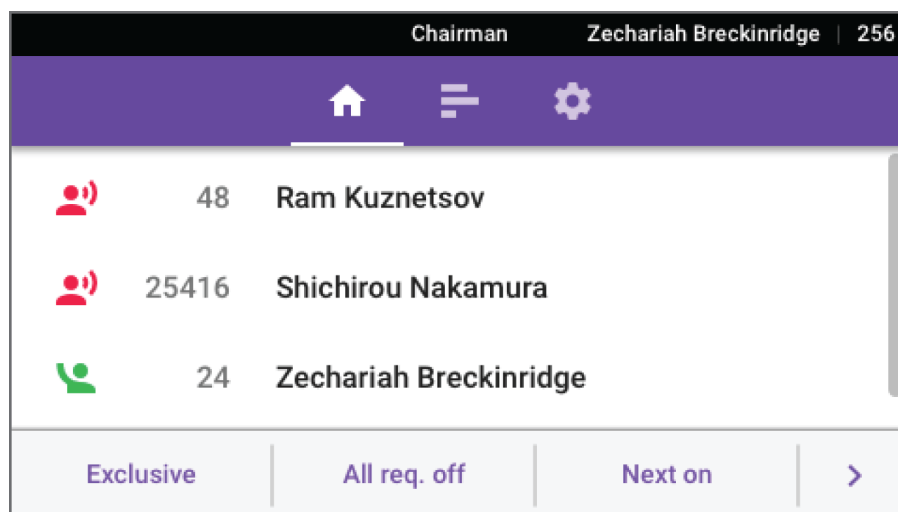 Chairman Zechariah Breckinridge | 256
48 Ram Kuznetsov
25416 Shichirou Nakamura
24 Zechariah Breckinridge
Exclusive All req. off Next on